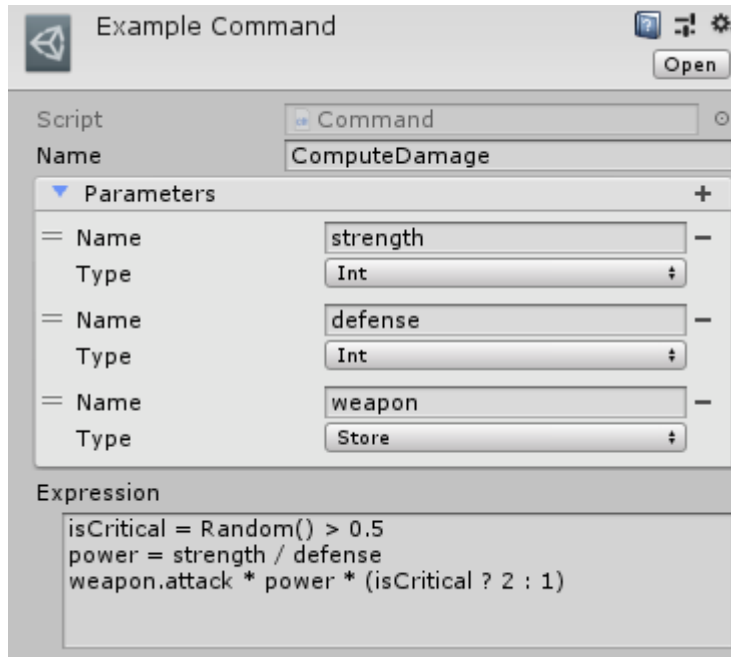 Example Command
Open
Script Command
Name ComputeDamage
Parameters +
= Name strength −
Type Int
= Name defense −
Type Int
= Name weapon −
Type Store
Expression
isCritical = Random() > 0.5
power = strength / defense
weapon.attack * power * (isCritical ? 2 : 1)